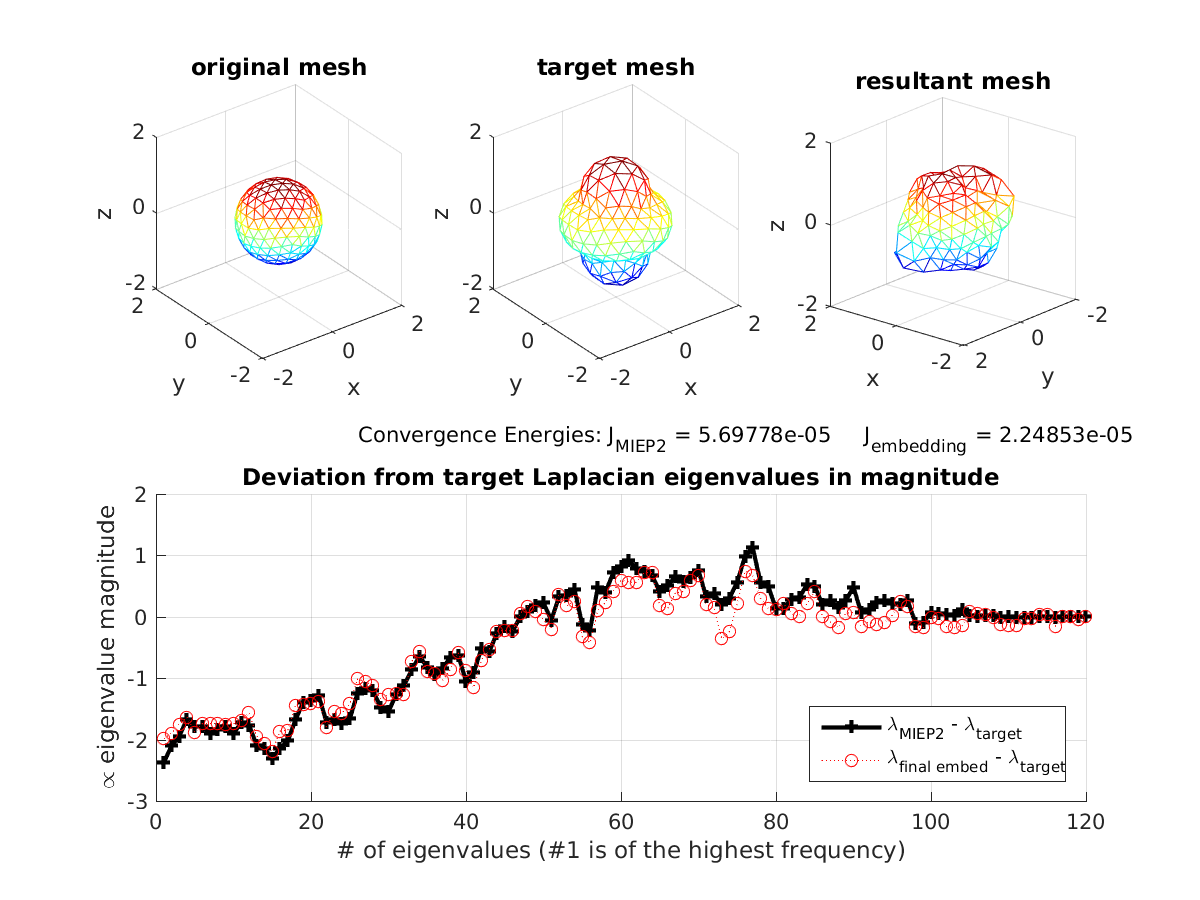 original mesh
target mesh
resultant mesh
2
0
-2
z
2
0
-2
y
-2
0
2
x
2
0
-2
z
2
0
-2
y
-2
0
2
x
2
0
-2
z
2
0
-2
x
2
0
-2
y
Convergence Energies: J_MIEP2 = 5.69778e-05 J_embedding = 2.24853e-05
Deviation from target Laplacian eigenvalues in magnitude
∝ eigenvalue magnitude
2
1
0
-1
-2
-3
λ_MIEP2 - λ_target
λ_final embed - λ_target
0 20 40 60 80 100 120
# of eigenvalues (#1 is of the highest frequency)